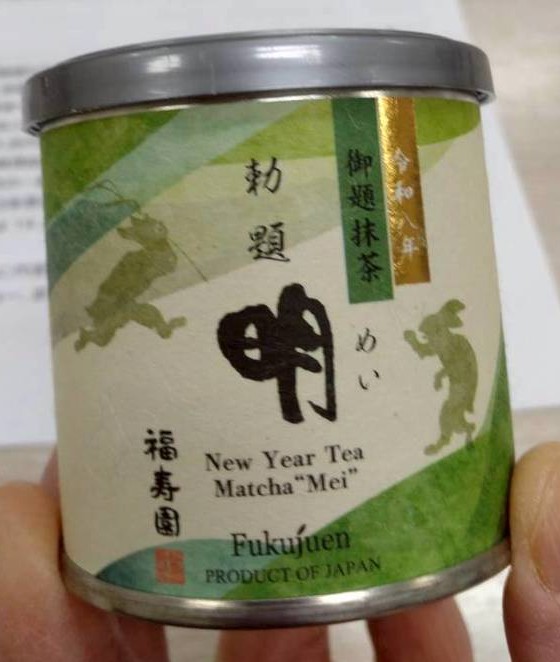 令和八年
御題抹茶
勅題
明
めい
福寿園
New Year Tea
Matcha“Mei”
Fukujuen
PRODUCT OF JAPAN